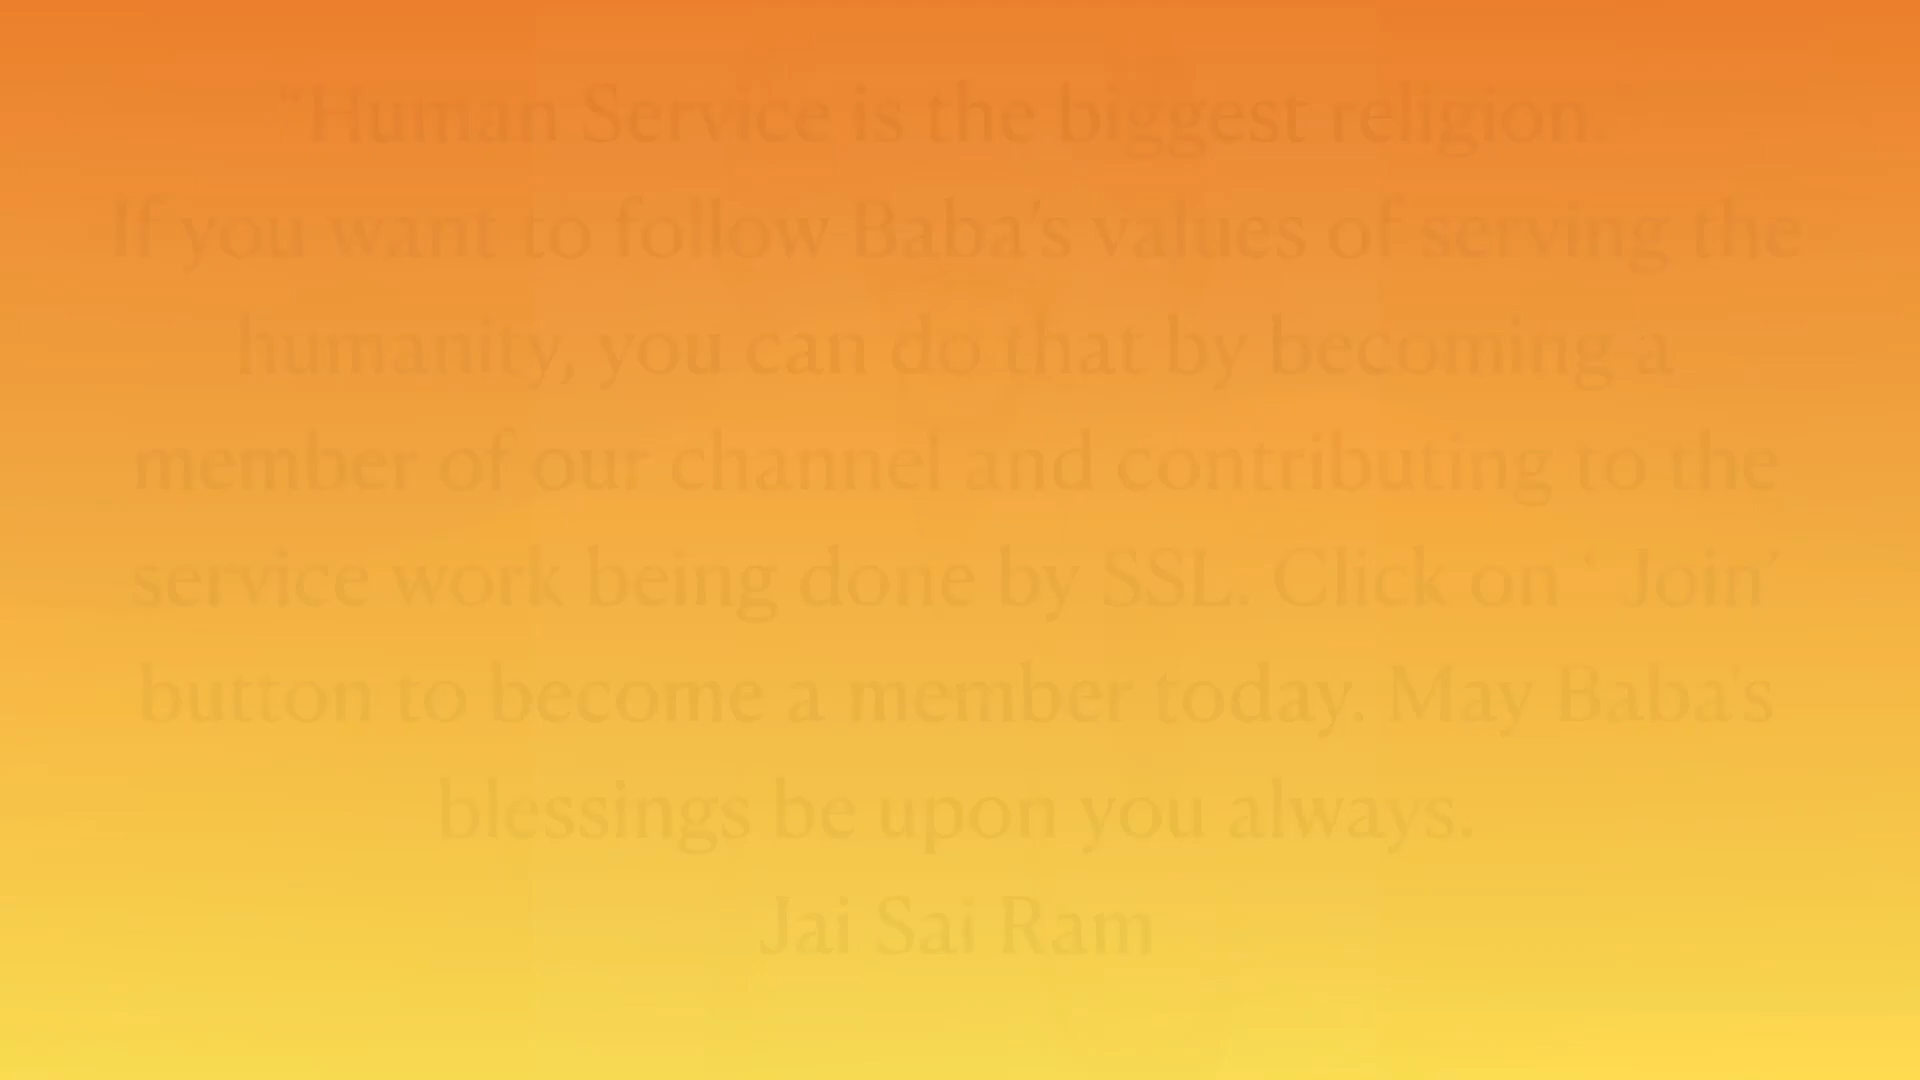 "Human Service is the biggest religion."
If you want to follow Baba's values of serving the
humanity, you can do that by becoming a
member of our channel and contributing to the
service work being done by SSL. Click on ‘ Join’
button to become a member today. May Baba's
blessings be upon you always.
Jai Sai Ram